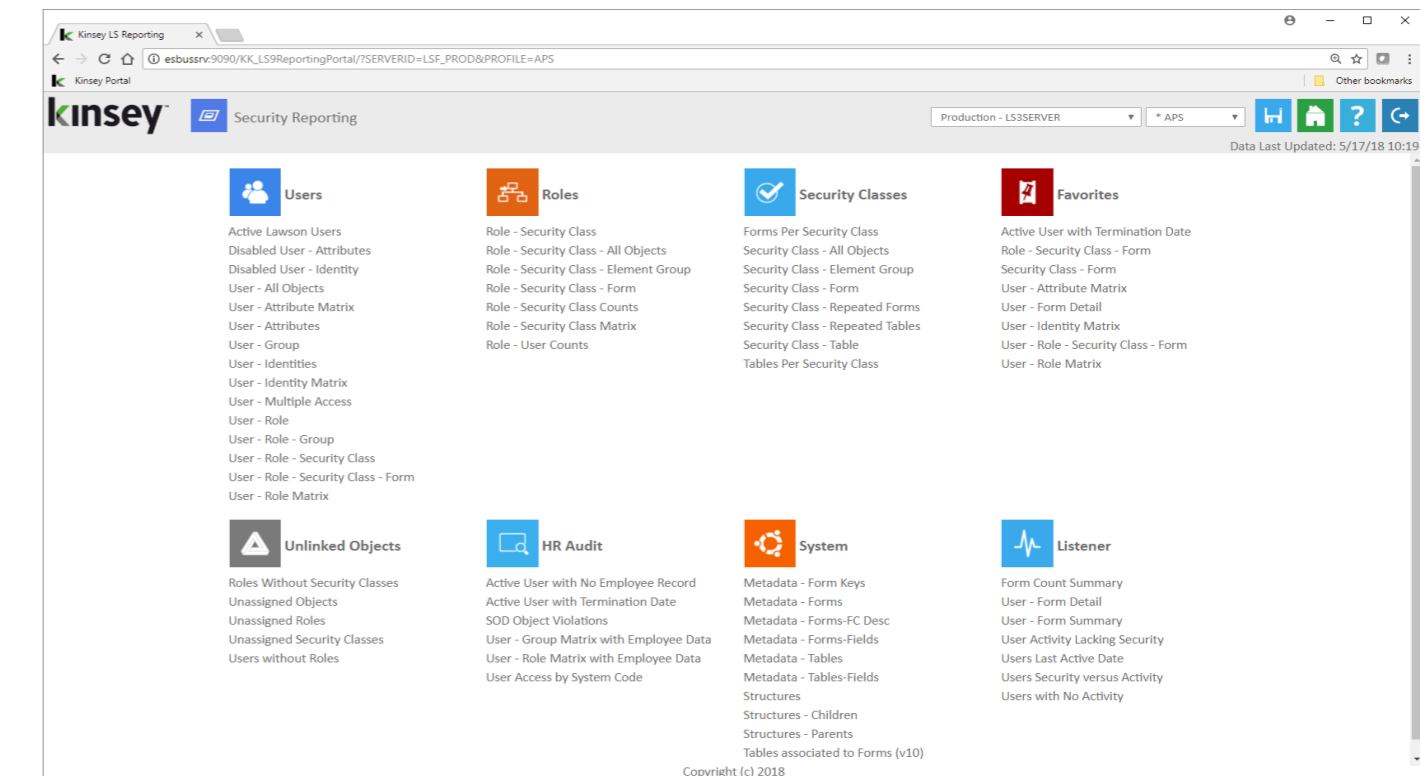 Kinsey LS Reporting
esbussrv:9090/KK_LS9ReportingPortal/?SERVERID=LSF_PROD&PROFILE=APS
Kinsey Portal
Other bookmarks
kinsey™
Security Reporting
Production - LS3SERVER
* APS
Data Last Updated: 5/17/18 10:19
Users
Active Lawson Users
Disabled User - Attributes
Disabled User - Identity
User - All Objects
User - Attribute Matrix
User - Attributes
User - Group
User - Identities
User - Identity Matrix
User - Multiple Access
User - Role
User - Role - Group
User - Role - Security Class
User - Role - Security Class - Form
User - Role Matrix
Roles
Role - Security Class
Role - Security Class - All Objects
Role - Security Class - Element Group
Role - Security Class - Form
Role - Security Class Counts
Role - Security Class Matrix
Role - User Counts
Security Classes
Forms Per Security Class
Security Class - All Objects
Security Class - Element Group
Security Class - Form
Security Class - Repeated Forms
Security Class - Repeated Tables
Security Class - Table
Tables Per Security Class
Favorites
Active User with Termination Date
Role - Security Class - Form
Security Class - Form
User - Attribute Matrix
User - Form Detail
User - Identity Matrix
User - Role - Security Class - Form
User - Role Matrix
Unlinked Objects
Roles Without Security Classes
Unassigned Objects
Unassigned Roles
Unassigned Security Classes
Users without Roles
HR Audit
Active User with No Employee Record
Active User with Termination Date
SOD Object Violations
User - Group Matrix with Employee Data
User - Role Matrix with Employee Data
User Access by System Code
System
Metadata - Form Keys
Metadata - Forms
Metadata - Forms-FC Desc
Metadata - Forms-Fields
Metadata - Tables
Metadata - Tables-Fields
Structures
Structures - Children
Structures - Parents
Tables associated to Forms (v10)
Listener
Form Count Summary
User - Form Detail
User - Form Summary
User Activity Lacking Security
Users Last Active Date
Users Security versus Activity
Users with No Activity
Copyright (c) 2018